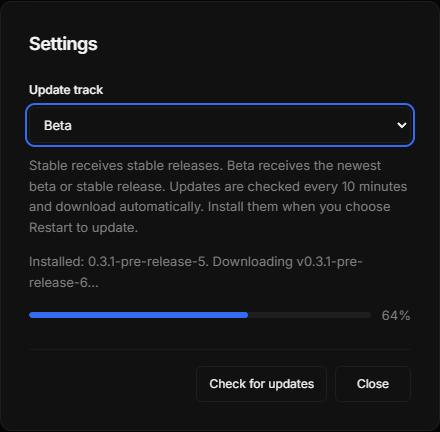 Settings
Update track
Beta
Stable receives stable releases. Beta receives the newest
beta or stable release. Updates are checked every 10 minutes
and download automatically. Install them when you choose
Restart to update.
Installed: 0.3.1-pre-release-5. Downloading v0.3.1-pre-
release-6...
64%
Check for updates
Close